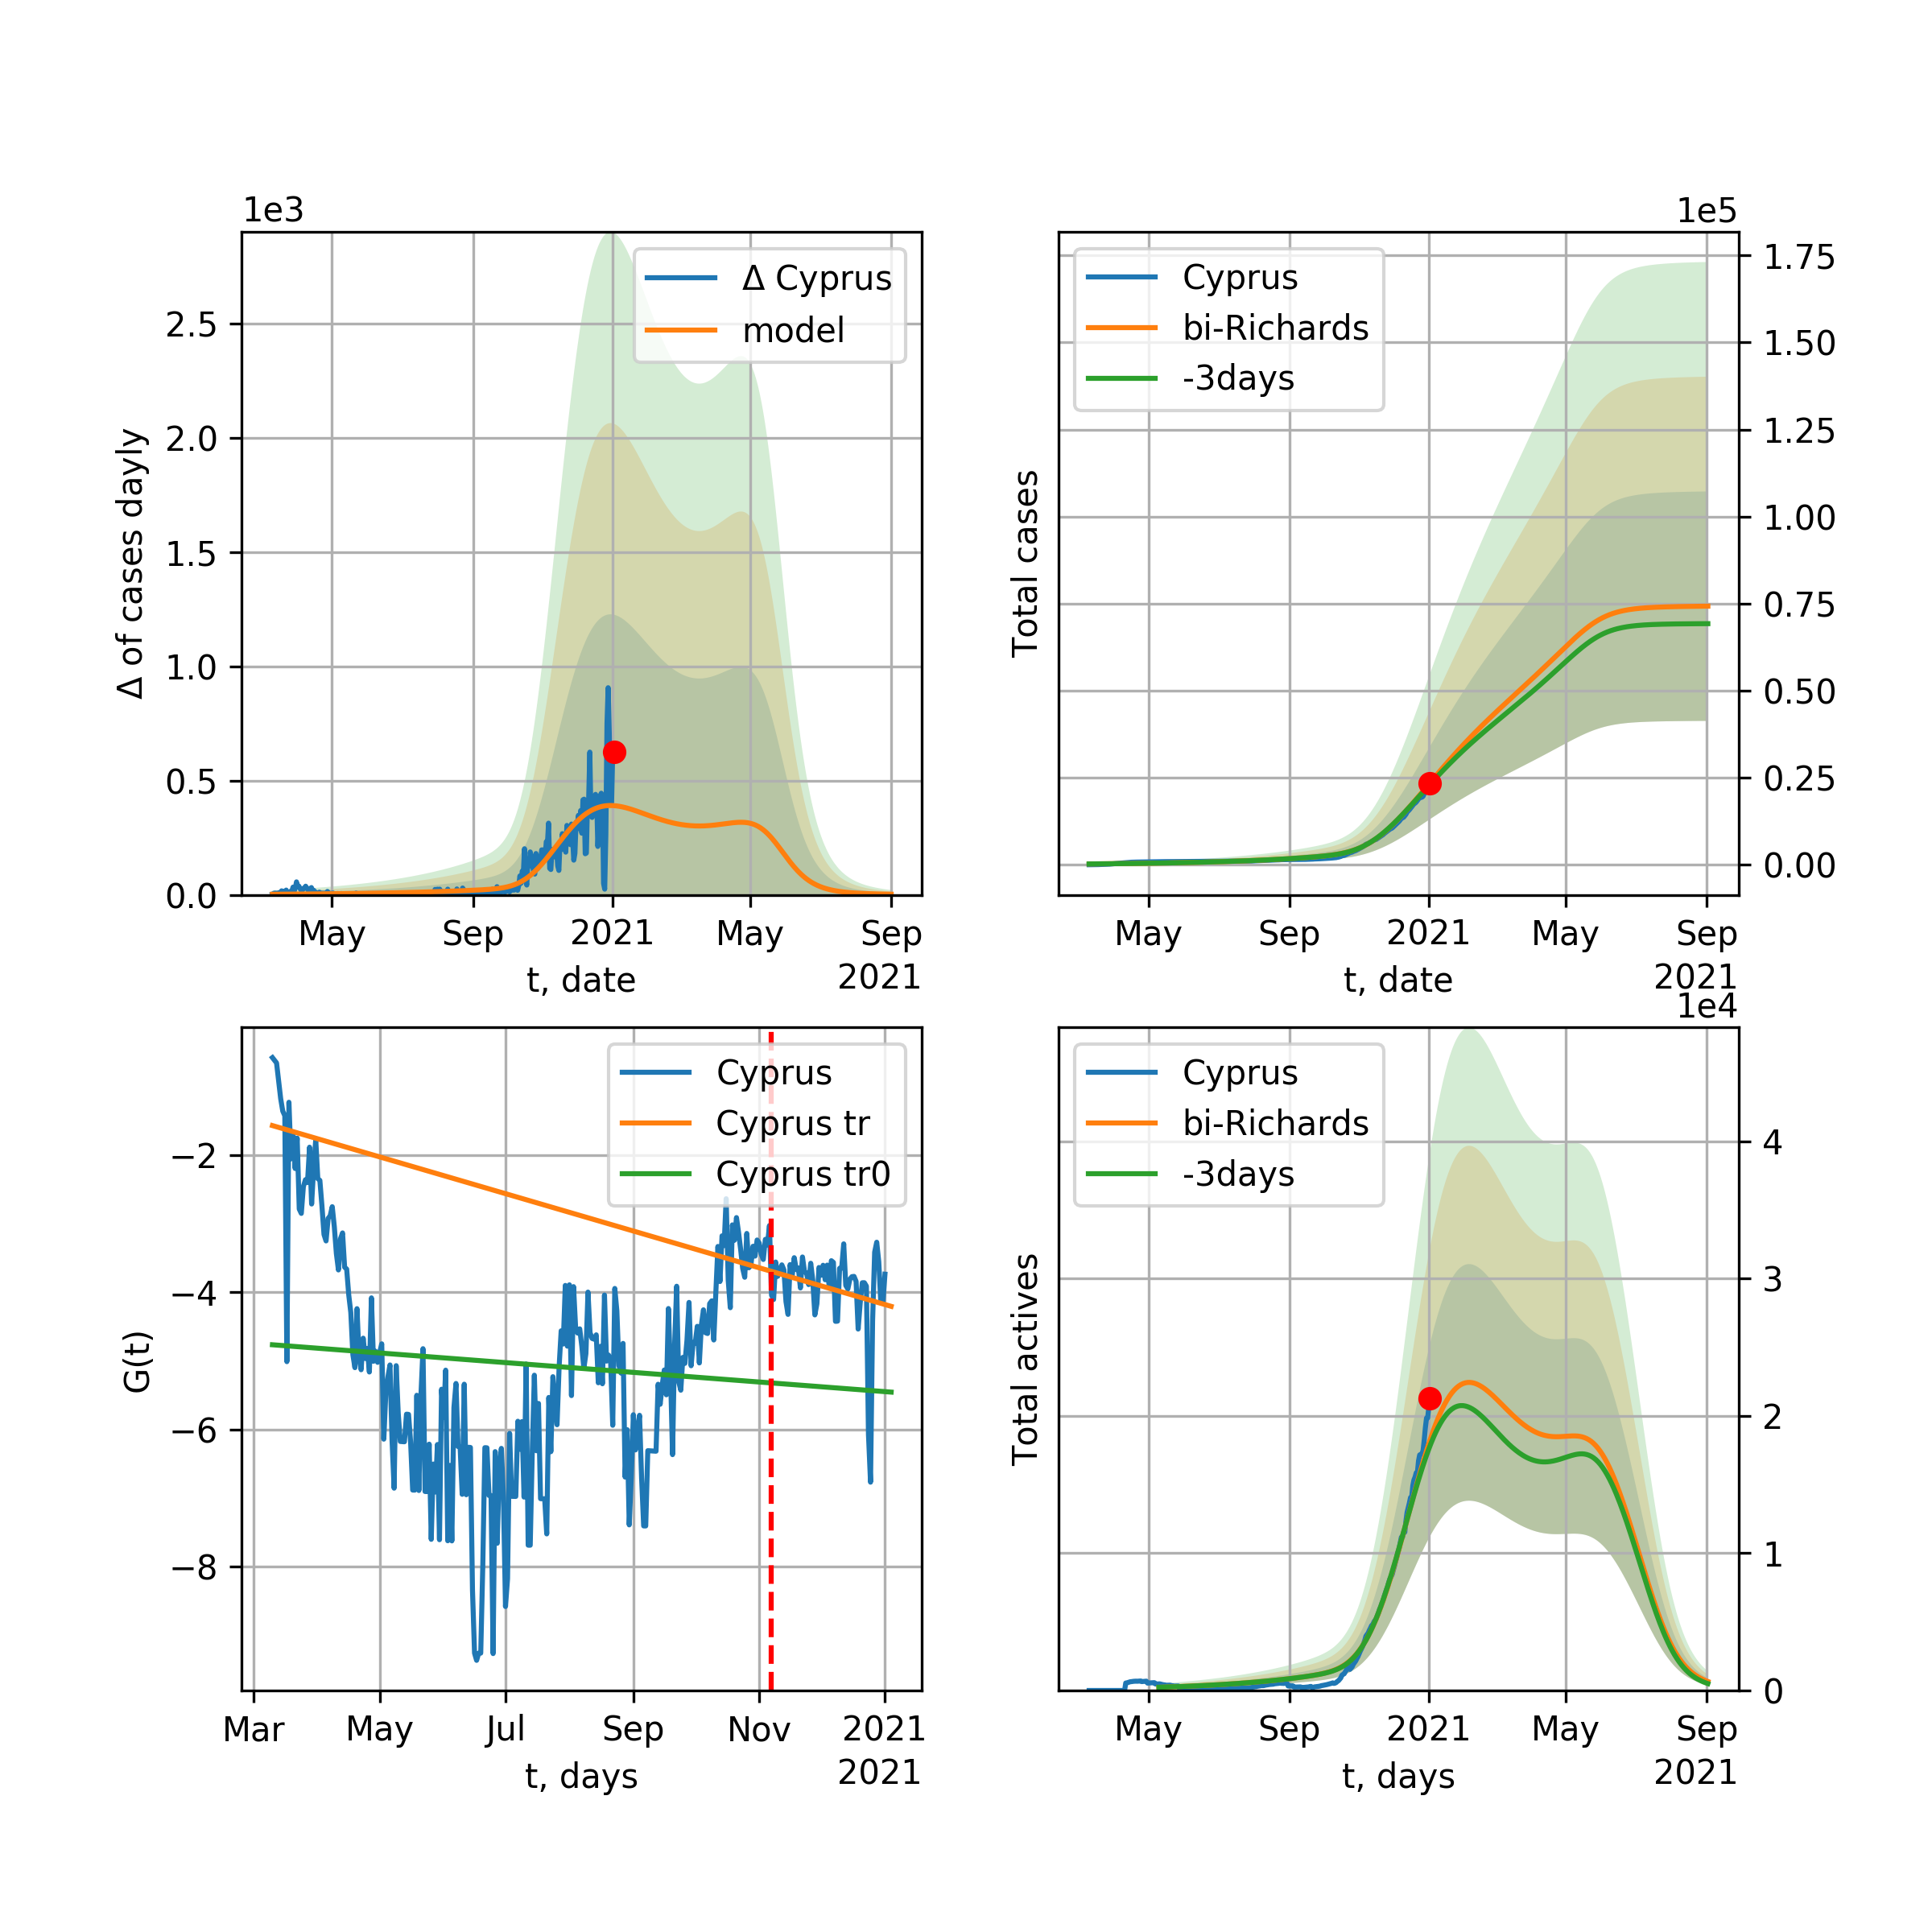 1e3
Δ Cyprus
model
2.5
2.0
1.5
1.0
0.5
0.0
Δ of cases dayly
May Sep 2021 May Sep
t, date 2021
1e5
Cyprus
bi-Richards
-3days
1.75
1.50
1.25
1.00
0.75
0.50
0.25
0.00
Total cases
May Sep 2021 May Sep
t, date 2021
Cyprus
Cyprus tr
Cyprus tr0
−2
−4
−6
−8
G(t)
Mar May Jul Sep Nov 2021
t, days 2021
1e4
Cyprus
bi-Richards
-3days
4
3
2
1
0
Total actives
May Sep 2021 May Sep
t, days 2021